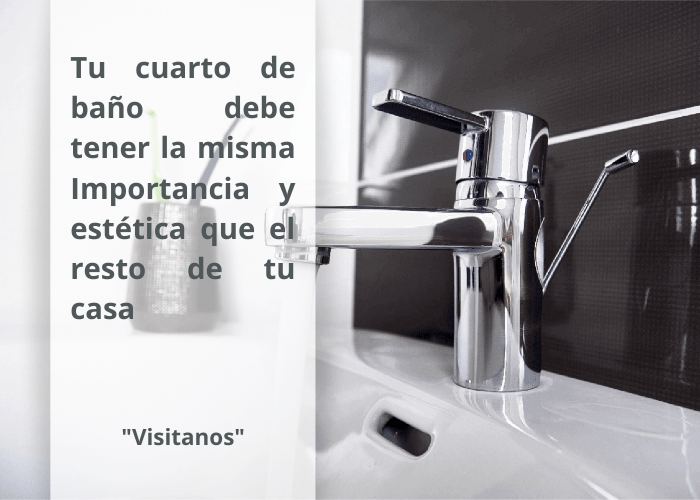 Tu cuarto de
baño debe
tener la misma
Importancia y
estética que el
resto de tu
casa
"Visitanos"